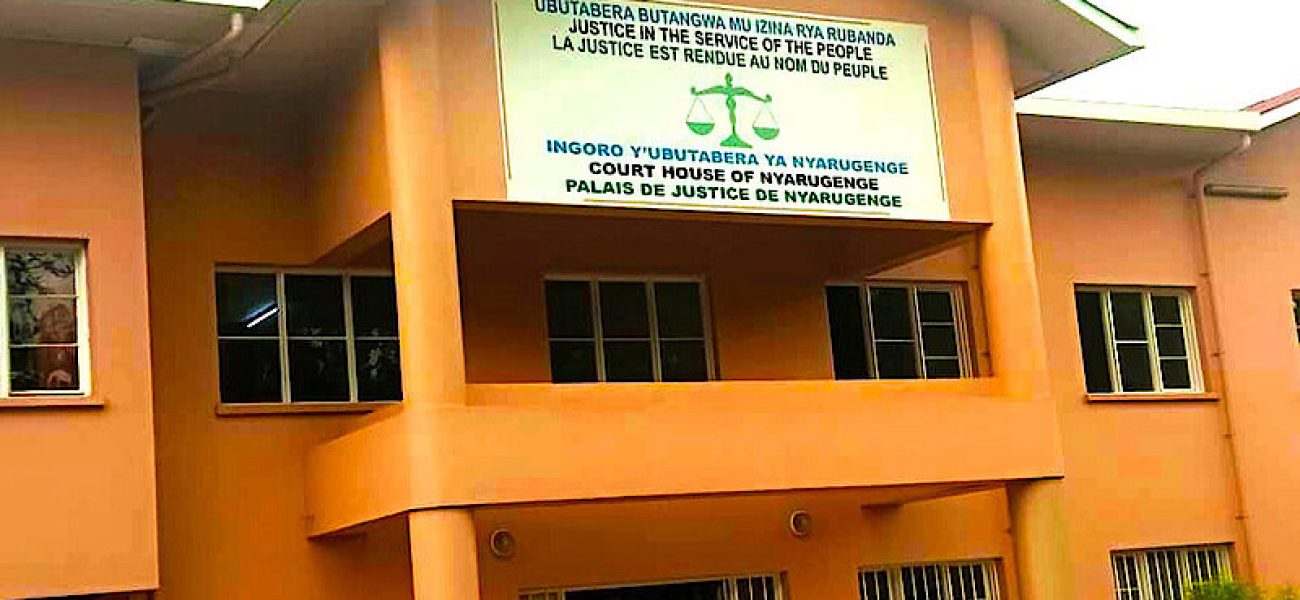 UBUTABERA BUTANGWA MU IZINA RYA RUBANDA
JUSTICE IN THE SERVICE OF THE PEOPLE
LA JUSTICE EST RENDUE AU NOM DU PEUPLE
INGORO Y'UBUTABERA YA NYARUGENGE
COURT HOUSE OF NYARUGENGE
PALAIS DE JUSTICE DE NYARUGENGE